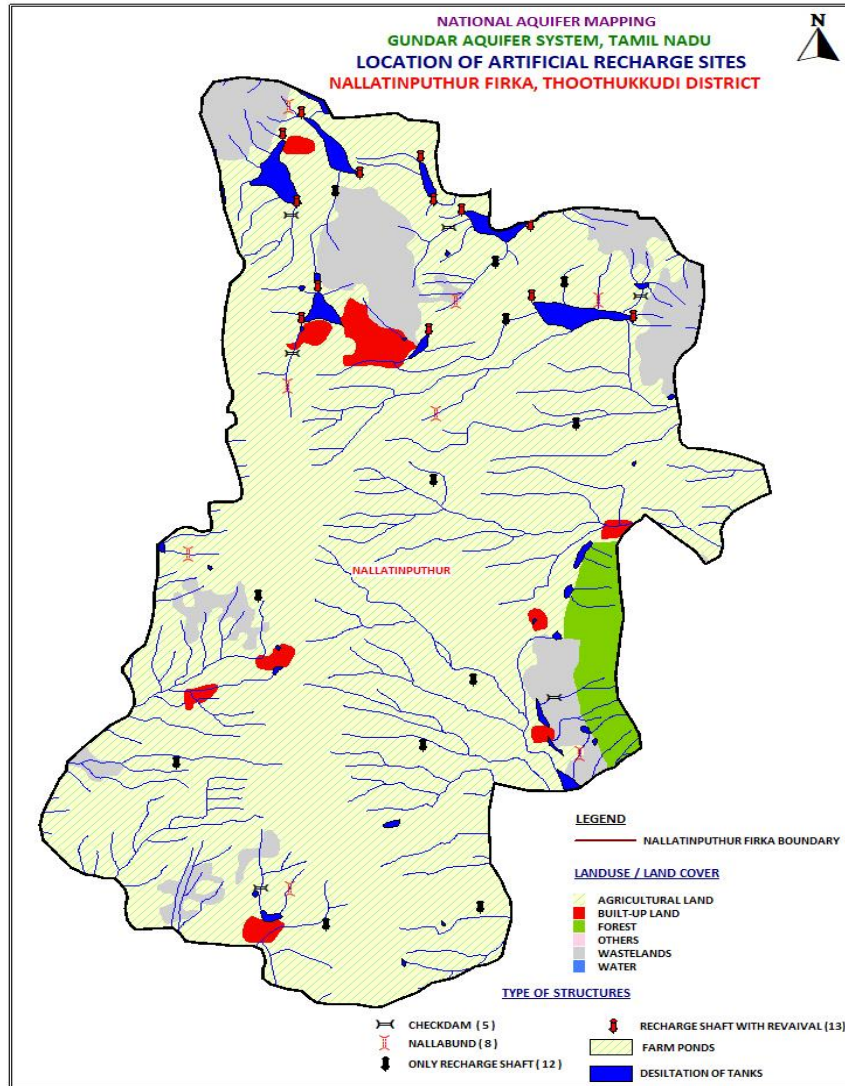 NATIONAL AQUIFER MAPPING
GUNDAR AQUIFER SYSTEM, TAMIL NADU
LOCATION OF ARTIFICIAL RECHARGE SITES
NALLATINPUTHUR FIRKA, THOOTHUKKUDI DISTRICT
N
NALLATINPUTHUR
LEGEND
NALLATINPUTHUR FIRKA BOUNDARY
LANDUSE / LAND COVER
AGRICULTURAL LAND
BUILT-UP LAND
FOREST
OTHERS
WASTELANDS
WATER
TYPE OF STRUCTURES
CHECKDAM ( 5 )
NALLABUND ( 8 )
ONLY RECHARGE SHAFT ( 12 )
RECHARGE SHAFT WITH REVAIVAL (13)
FARM PONDS
DESILTATION OF TANKS